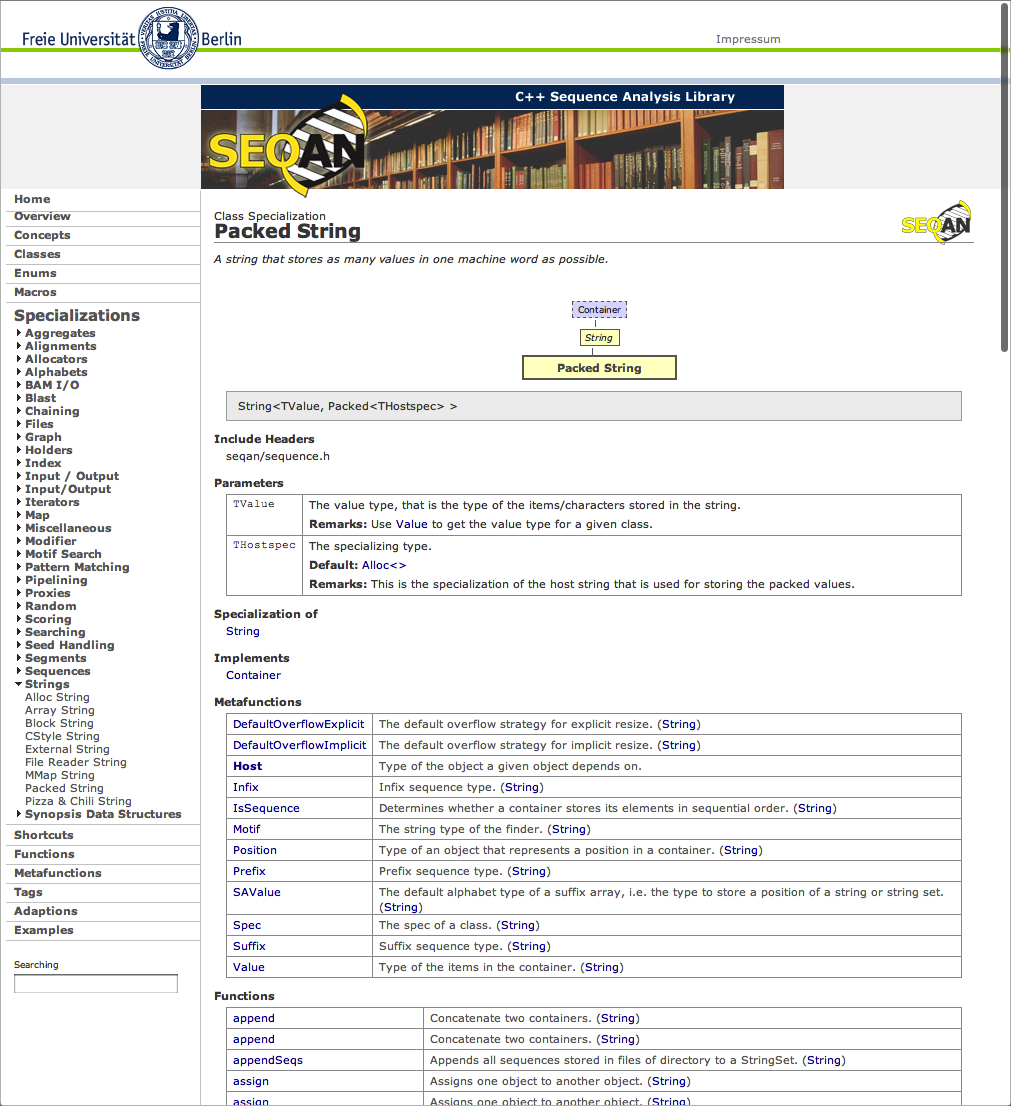 Freie Universität Berlin
Impressum
C++ Sequence Analysis Library
SEQAN
Home
Overview
Concepts
Classes
Enums
Macros
Specializations
Aggregates
Alignments
Allocators
Alphabets
BAM I/O
Blast
Chaining
Files
Graph
Holders
Index
Input / Output
Input/Output
Iterators
Map
Miscellaneous
Modifier
Motif Search
Pattern Matching
Pipelining
Proxies
Random
Scoring
Searching
Seed Handling
Segments
Sequences
Strings
Alloc String
Array String
Block String
CStyle String
External String
File Reader String
MMap String
Packed String
Pizza & Chili String
Synopsis Data Structures
Shortcuts
Functions
Metafunctions
Tags
Adaptions
Examples
Searching
Class Specialization
Packed String
SEQAN
A string that stores as many values in one machine word as possible.
Container
String
Packed String
String<TValue, Packed<THostspec> >
Include Headers
seqan/sequence.h
Parameters
TValue The value type, that is the type of the items/characters stored in the string.
Remarks: Use Value to get the value type for a given class.
THostspec The specializing type.
Default: Alloc<>
Remarks: This is the specialization of the host string that is used for storing the packed values.
Specialization of
String
Implements
Container
Metafunctions
DefaultOverflowExplicit The default overflow strategy for explicit resize. (String)
DefaultOverflowImplicit The default overflow strategy for implicit resize. (String)
Host Type of the object a given object depends on.
Infix Infix sequence type. (String)
IsSequence Determines whether a container stores its elements in sequential order. (String)
Motif The string type of the finder. (String)
Position Type of an object that represents a position in a container. (String)
Prefix Prefix sequence type. (String)
SAValue The default alphabet type of a suffix array, i.e. the type to store a position of a string or string set.
(String)
Spec The spec of a class. (String)
Suffix Suffix sequence type. (String)
Value Type of the items in the container. (String)
Functions
append Concatenate two containers. (String)
append Concatenate two containers. (String)
appendSeqs Appends all sequences stored in files of directory to a StringSet. (String)
assign Assigns one object to another object. (String)
assign Assigns one object to another object. (String)